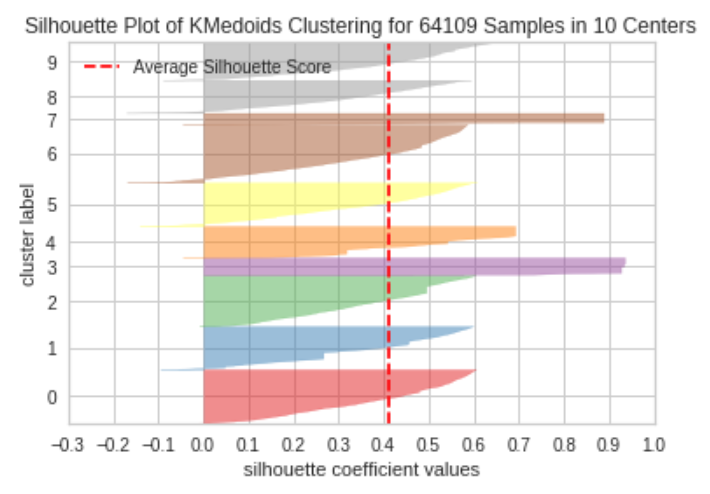 Silhouette Plot of KMedoids Clustering for 64109 Samples in 10 Centers
Average Silhouette Score
cluster label
9
8
7
6
5
4
3
2
1
0
−0.3 −0.2 −0.1 0.0 0.1 0.2 0.3 0.4 0.5 0.6 0.7 0.8 0.9 1.0
silhouette coefficient values